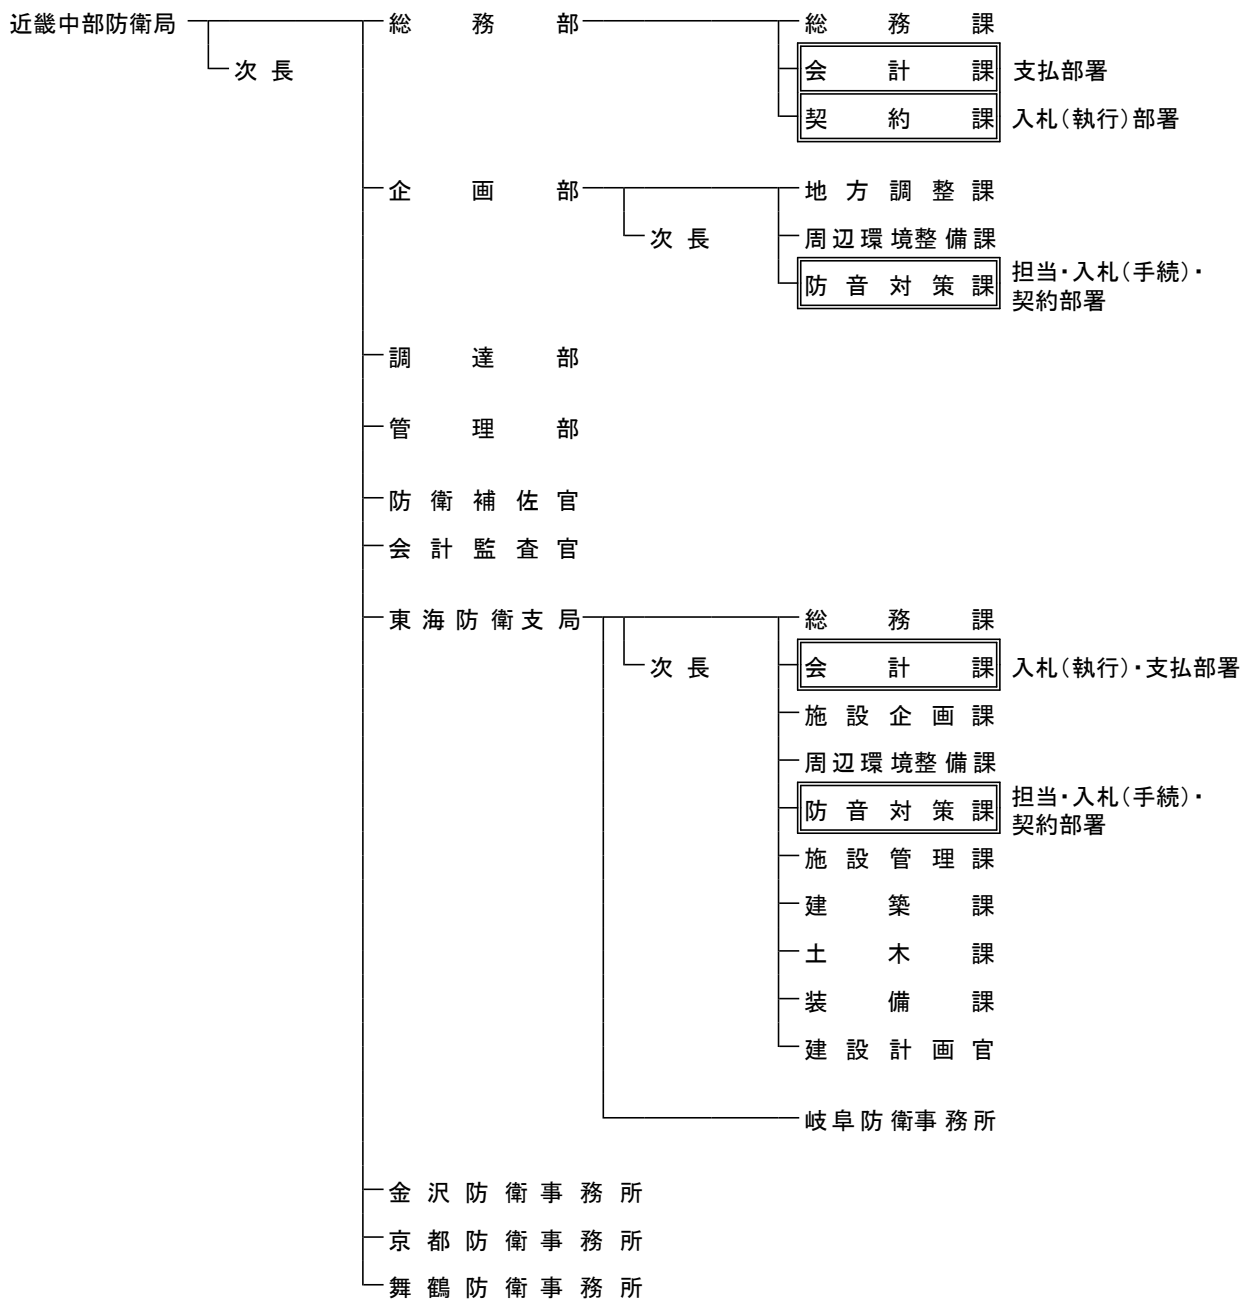 近畿中部防衛局 総務部 総務課
次長 会計課 支払部署
契約課 入札(執行)部署
企画部 地方調整課
次長 周辺環境整備課
防音対策課 担当・入札(手続)・
契約部署
調達部
管理部
防衛補佐官
会計監査官
東海防衛支局 総務課
次長 会計課 入札(執行)・支払部署
施設企画課
周辺環境整備課
防音対策課 担当・入札(手続)・
契約部署
施設管理課
建築課
土木課
装備課
建設計画官
岐阜防衛事務所
金沢防衛事務所
京都防衛事務所
舞鶴防衛事務所